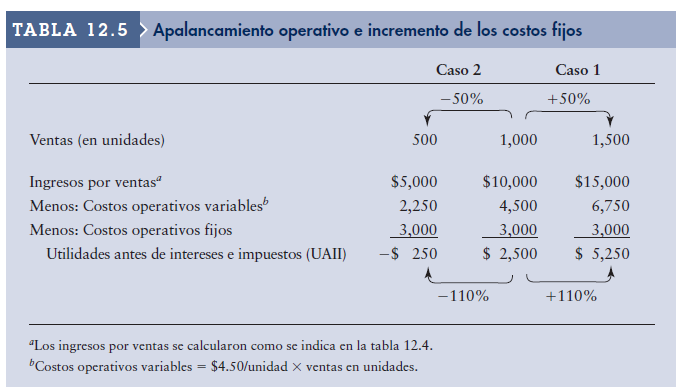 TABLA 12.5 Apalancamiento operativo e incremento de los costos fijos
Caso 2 Caso 1
−50% +50%
Ventas (en unidades) 500 1,000 1,500
Ingresos por ventasᵃ $5,000 $10,000 $15,000
Menos: Costos operativos variablesᵇ 2,250 4,500 6,750
Menos: Costos operativos fijos 3,000 3,000 3,000
Utilidades antes de intereses e impuestos (UAII) −$ 250 $ 2,500 $ 5,250
−110% +110%
ᵃLos ingresos por ventas se calcularon como se indica en la tabla 12.4.
ᵇCostos operativos variables = $4.50/unidad × ventas en unidades.